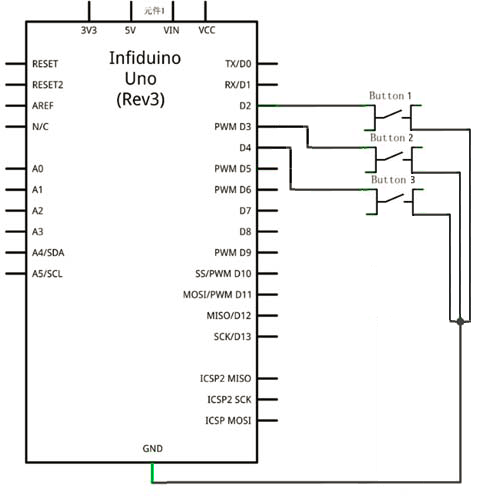 元件1
3V3 5V VIN VCC
Infiduino
Uno
(Rev3)
RESET
RESET2
AREF
N/C
A0
A1
A2
A3
A4/SDA
A5/SCL
TX/D0
RX/D1
D2
PWM D3
D4
PWM D5
PWM D6
D7
D8
PWM D9
SS/PWM D10
MOSI/PWM D11
MISO/D12
SCK/D13
ICSP2 MISO
ICSP2 SCK
ICSP MOSI
GND
Button 1
Button 2
Button 3